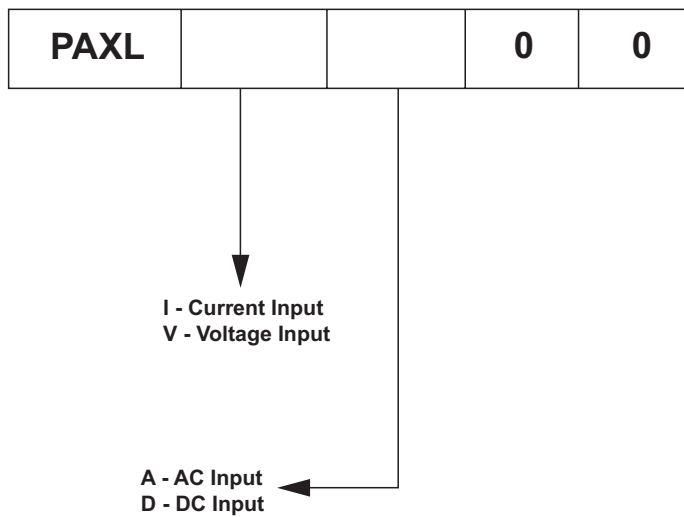 PAXL 0 0
I - Current Input
V - Voltage Input
A - AC Input
D - DC Input